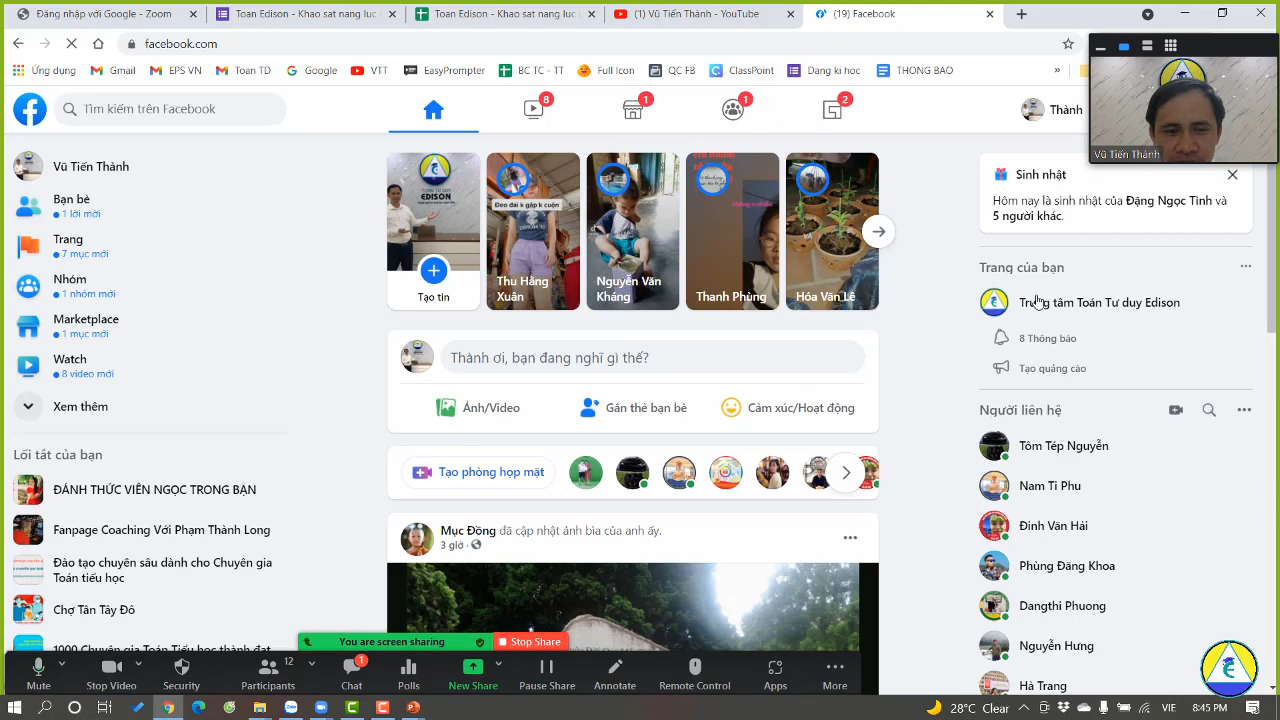 Đăng nhập với Google - Zoom
Toan Edison - Khao sat nang luc
Toan Edison - Khao sat nang luc
(1) Vũ Tiến Thành - YouTube
(19) Facebook
facebook.com
Ứng dụng
Gmail
EPS VN
Toan TD
Google
VTT
EasyPrompter
BC TC - TT
Full Icon
QC FB
ClassPoint
Dang ki hoc
THONG BAO
»
Vũ Tiến Thành
Tìm kiếm trên Facebook
8
1
1
2
Thành
Vũ Tiến Thành
Bạn bè
1 lời mời
Trang
7 mục mới
Nhóm
1 nhóm mới
Marketplace
1 mục mới
Watch
8 video mới
Xem thêm
Lối tắt của bạn
ĐÁNH THỨC VIÊN NGỌC TRONG BẠN
Fanpage Coaching Với Phạm Thành Long
Đào tạo chuyên sâu dành cho Chuyên gia
Toán tiểu học
Chợ Tân Tây Đô
1000 Chuyên gia Toán Tiểu học thành đạt
EDISON
Tạo tin
Đeo đai k gặp k cuộn
Thu Hằng
Xuân
Nguyễn Văn
Kháng
Thanh Phùng
Hóa Văn Lê
Thành ơi, bạn đang nghĩ gì thế?
Ảnh/Video
Gắn thẻ bạn bè
Cảm xúc/Hoạt động
Tạo phòng họp mặt
Mục Đồng đã cập nhật ảnh bìa của anh ấy.
3 giờ
Sinh nhật
Hôm nay là sinh nhật của Đặng Ngọc Tình và
5 người khác.
Trang của bạn
Trung tâm Toán Tư duy Edison
8 Thông báo
Tạo quảng cáo
Người liên hệ
Tôm Tép Nguyễn
Nam Ti Phu
Đinh Văn Hải
Phùng Đăng Khoa
Dangthi Phuong
Nguyễn Hưng
Hà Trang
You are screen sharing
Stop Share
12
1
Mute
Stop Video
Security
Participants
Chat
Polls
New Share
Pause Share
Annotate
Remote Control
Apps
More
28°C Clear
VIE
8:45 PM